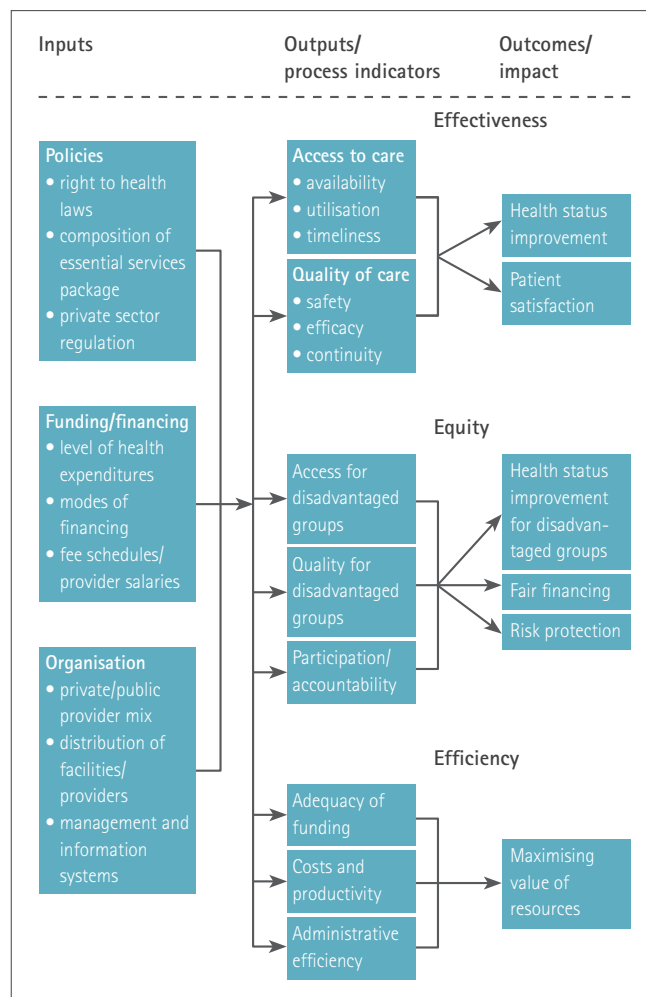 Inputs
Outputs/
process indicators
Outcomes/
impact
Effectiveness
Policies
• right to health
laws
• composition of
essential services
package
• private sector
regulation
Access to care
• availability
• utilisation
• timeliness
Quality of care
• safety
• efficacy
• continuity
Health status
improvement
Patient
satisfaction
Equity
Funding/financing
• level of health
expenditures
• modes of
financing
• fee schedules/
provider salaries
Access for
disadvantaged
groups
Quality for
disadvantaged
groups
Participation/
accountability
Health status
improvement
for disadvan-
taged groups
Fair financing
Risk protection
Organisation
• private/public
provider mix
• distribution of
facilities/
providers
• management and
information
systems
Efficiency
Adequacy of
funding
Costs and
productivity
Administrative
efficiency
Maximising
value of
resources